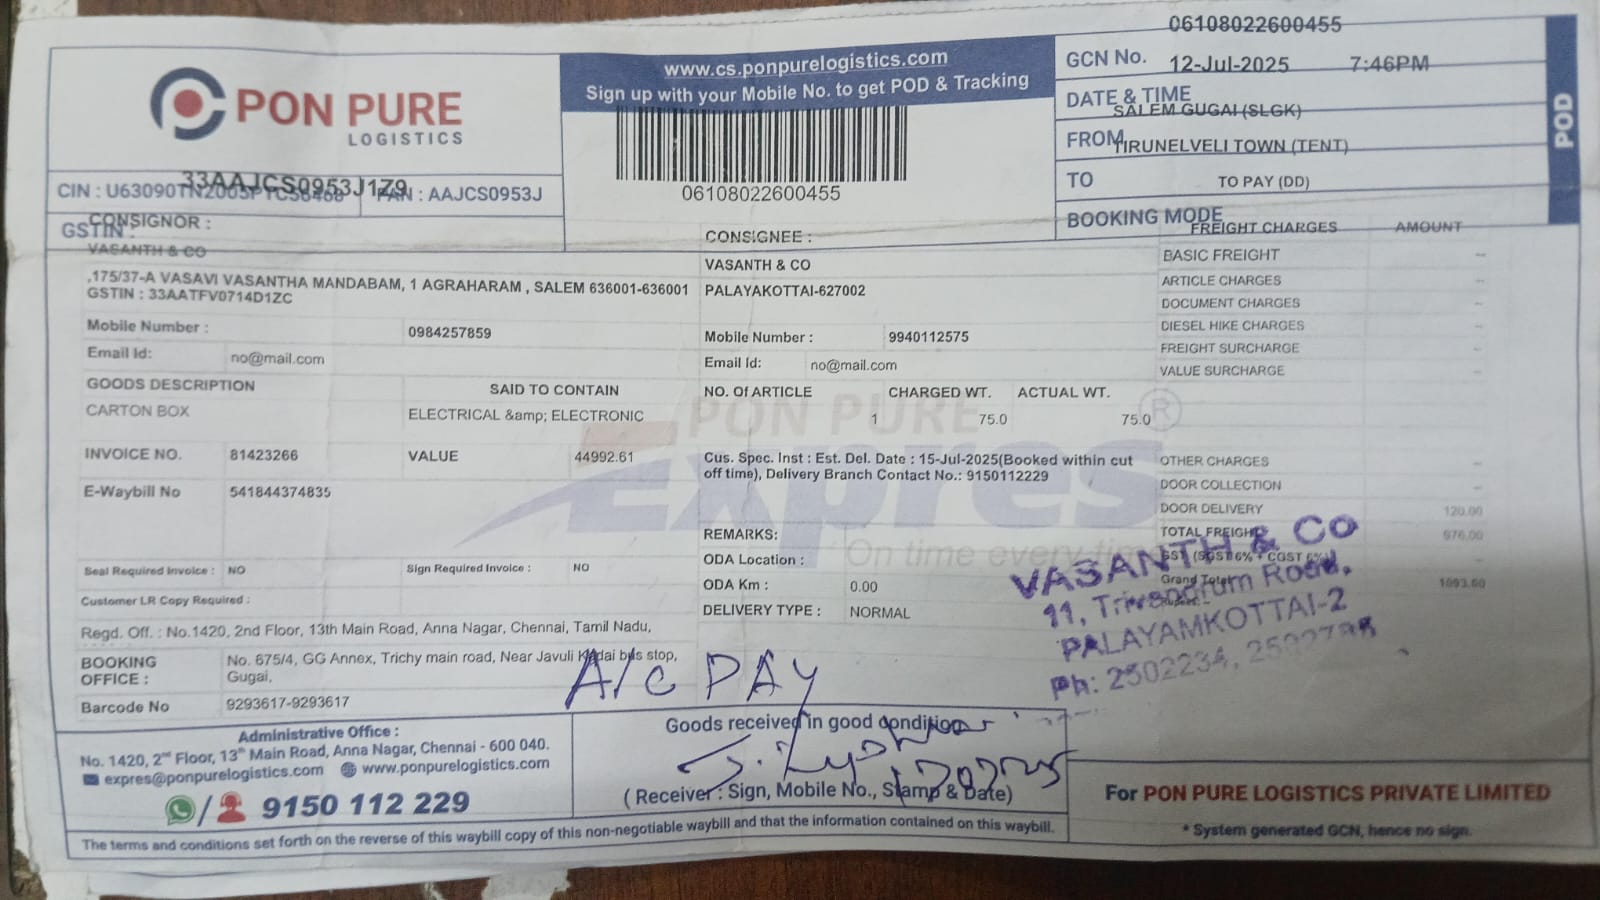 06108022600455
PON PURE
LOGISTICS
www.cs.ponpurelogistics.com
Sign up with your Mobile No. to get POD & Tracking
06108022600455
GCN No.
12-Jul-2025 7:46PM
DATE & TIME
SALEM GUGAI (SLGK)
FROM
TIRUNELVELI TOWN (TENT)
TO
TO PAY (DD)
BOOKING MODE
POD
33AAJCS0953J1Z9
CIN : U63090TN2005PTC58468 PAN : AAJCS0953J
GSTIN :
CONSIGNOR :
VASANTH & CO
,175/37-A VASAVI VASANTHA MANDABAM, 1 AGRAHARAM , SALEM 636001-636001
GSTIN : 33AATFV0714D1ZC
Mobile Number : 0984257859
Email Id: no@mail.com
CONSIGNEE :
VASANTH & CO
PALAYAKOTTAI-627002
Mobile Number : 9940112575
Email Id: no@mail.com
FREIGHT CHARGES AMOUNT
BASIC FREIGHT --
ARTICLE CHARGES --
DOCUMENT CHARGES --
DIESEL HIKE CHARGES --
FREIGHT SURCHARGE --
VALUE SURCHARGE --
GOODS DESCRIPTION SAID TO CONTAIN NO. Of ARTICLE CHARGED WT. ACTUAL WT.
CARTON BOX ELECTRICAL &amp; ELECTRONIC 1 75.0 75.0
PON PURE ®
Expres
On time every time
INVOICE NO. 81423266 VALUE 44992.61
E-Waybill No 541844374835
Cus. Spec. Inst : Est. Del. Date : 15-Jul-2025(Booked within cut
off time), Delivery Branch Contact No.: 9150112229
REMARKS:
ODA Location :
ODA Km : 0.00
DELIVERY TYPE : NORMAL
OTHER CHARGES --
DOOR COLLECTION --
DOOR DELIVERY 120.00
TOTAL FREIGHT 976.00
GST (SGST 6% + CGST 6%) --
Grand Total 1093.60
VASANTH & CO
11, Trivandrum Road,
PALAYAMKOTTAI-2
Ph: 2502234,
Seal Required Invoice : NO Sign Required Invoice : NO
Customer LR Copy Required :
Regd. Off. : No.1420, 2nd Floor, 13th Main Road, Anna Nagar, Chennai, Tamil Nadu,
BOOKING OFFICE : No. 675/4, GG Annex, Trichy main road, Near Javuli Kadai bus stop,
Gugai,
Barcode No 9293617-9293617
A/C PAY
Administrative Office :
No. 1420, 2nd Floor, 13th Main Road, Anna Nagar, Chennai - 600 040.
expres@ponpurelogistics.com www.ponpurelogistics.com
/ 9150 112 229
Goods received in good condition
(Receiver : Sign, Mobile No., Stamp & Date)
For PON PURE LOGISTICS PRIVATE LIMITED
* System generated GCN, hence no sign.
The terms and conditions set forth on the reverse of this waybill copy of this non-negotiable waybill and that the information contained on this waybill.